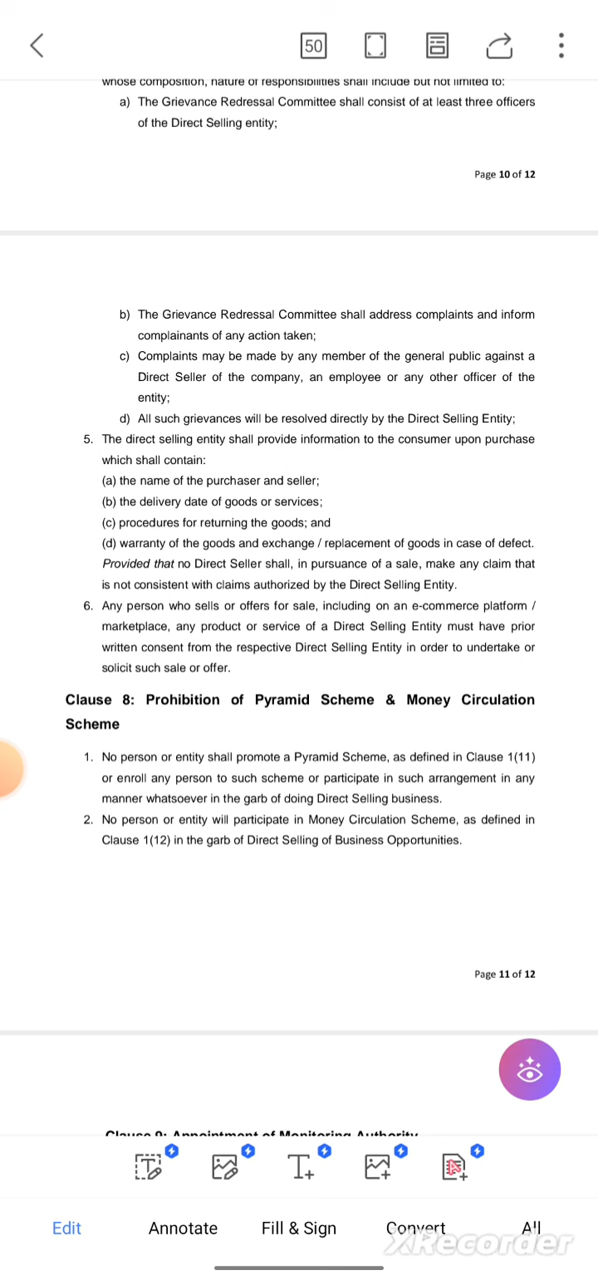 50
whose composition, nature of responsibilities shall include but not limited to:
a) The Grievance Redressal Committee shall consist of at least three officers
of the Direct Selling entity;
Page 10 of 12
b) The Grievance Redressal Committee shall address complaints and inform
complainants of any action taken;
c) Complaints may be made by any member of the general public against a
Direct Seller of the company, an employee or any other officer of the
entity;
d) All such grievances will be resolved directly by the Direct Selling Entity;
5. The direct selling entity shall provide information to the consumer upon purchase
which shall contain:
(a) the name of the purchaser and seller;
(b) the delivery date of goods or services;
(c) procedures for returning the goods; and
(d) warranty of the goods and exchange / replacement of goods in case of defect.
Provided that no Direct Seller shall, in pursuance of a sale, make any claim that
is not consistent with claims authorized by the Direct Selling Entity.
6. Any person who sells or offers for sale, including on an e-commerce platform /
marketplace, any product or service of a Direct Selling Entity must have prior
written consent from the respective Direct Selling Entity in order to undertake or
solicit such sale or offer.
Clause 8: Prohibition of Pyramid Scheme & Money Circulation
Scheme
1. No person or entity shall promote a Pyramid Scheme, as defined in Clause 1(11)
or enroll any person to such scheme or participate in such arrangement in any
manner whatsoever in the garb of doing Direct Selling business.
2. No person or entity will participate in Money Circulation Scheme, as defined in
Clause 1(12) in the garb of Direct Selling of Business Opportunities.
Page 11 of 12
Clause 9: Appointment of Monitoring Authority
Edit Annotate Fill & Sign Convert All
XRecorder